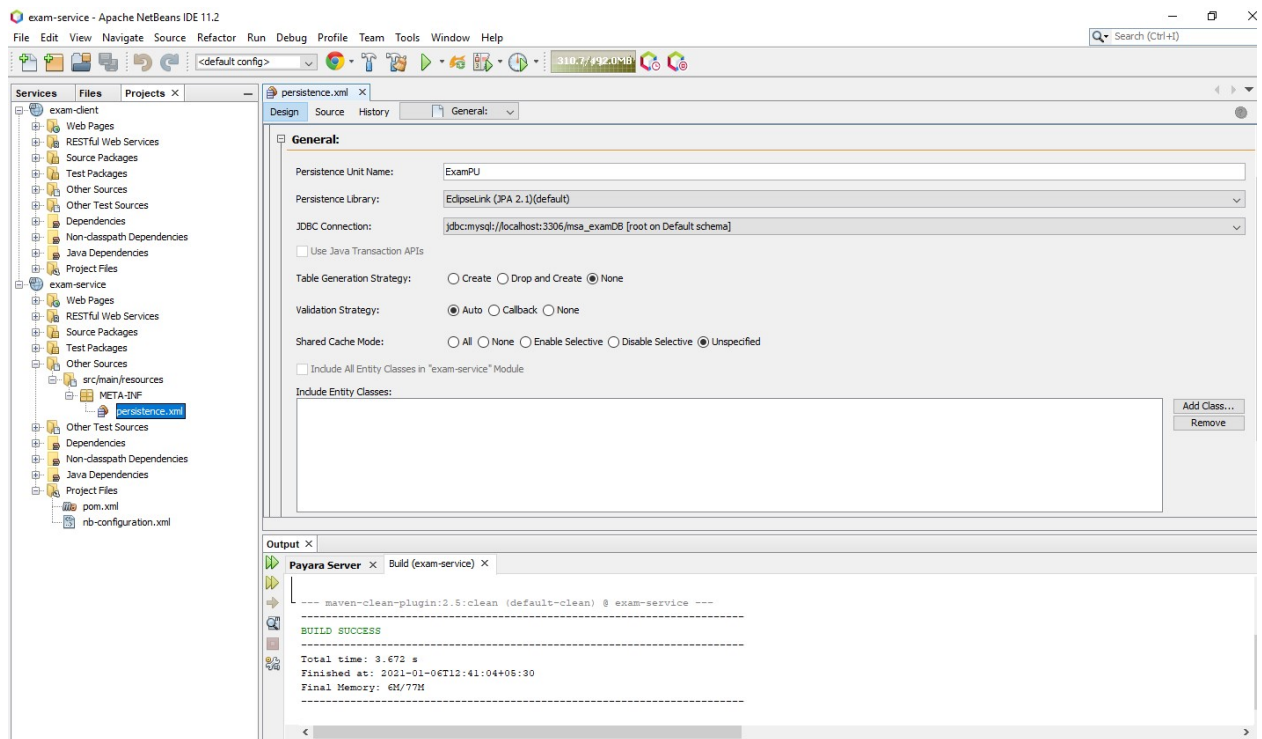 exam-service - Apache NetBeans IDE 11.2
File Edit View Navigate Source Refactor Run Debug Profile Team Tools Window Help
Search (Ctrl+I)
<default config>
310.7/492.0MB
Services Files Projects
exam-client
Web Pages
RESTful Web Services
Source Packages
Test Packages
Other Sources
Other Test Sources
Dependencies
Non-classpath Dependencies
Java Dependencies
Project Files
exam-service
Web Pages
RESTful Web Services
Source Packages
Test Packages
Other Sources
src/main/resources
META-INF
persistence.xml
Other Test Sources
Dependencies
Non-classpath Dependencies
Java Dependencies
Project Files
pom.xml
nb-configuration.xml
persistence.xml
Design Source History General:
General:
Persistence Unit Name: ExamPU
Persistence Library: EclipseLink (JPA 2.1)(default)
JDBC Connection: jdbc:mysql://localhost:3306/msa_examDB [root on Default schema]
Use Java Transaction APIs
Table Generation Strategy: Create Drop and Create None
Validation Strategy: Auto Callback None
Shared Cache Mode: All None Enable Selective Disable Selective Unspecified
Include All Entity Classes in "exam-service" Module
Include Entity Classes:
Add Class...
Remove
Output
Payara Server Build (exam-service)
--- maven-clean-plugin:2.5:clean (default-clean) @ exam-service ---
------------------------------------------------------------------------
BUILD SUCCESS
------------------------------------------------------------------------
Total time: 3.672 s
Finished at: 2021-01-06T12:41:04+05:30
Final Memory: 6M/77M
------------------------------------------------------------------------